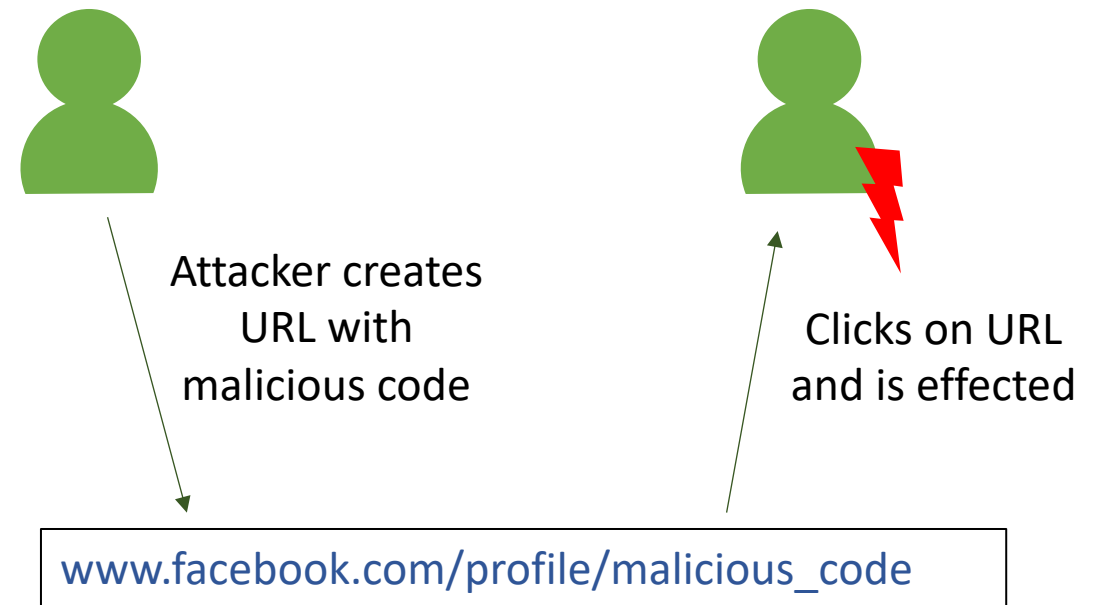 Attacker creates
URL with
malicious code
Clicks on URL
and is effected
www.facebook.com/profile/malicious_code